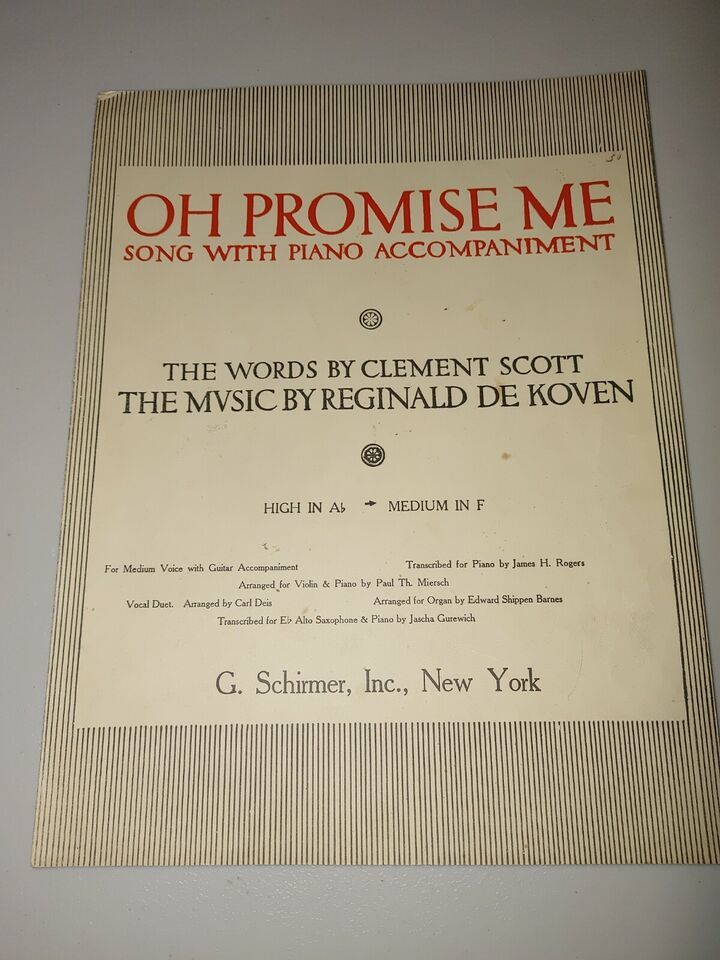 50
OH PROMISE ME
SONG WITH PIANO ACCOMPANIMENT
THE WORDS BY CLEMENT SCOTT
THE MVSIC BY REGINALD DE KOVEN
HIGH IN A♭ → MEDIUM IN F
For Medium Voice with Guitar Accompaniment Transcribed for Piano by James H. Rogers
Arranged for Violin & Piano by Paul Th. Miersch
Vocal Duet. Arranged by Carl Deis Arranged for Organ by Edward Shippen Barnes
Transcribed for E♭ Alto Saxophone & Piano by Jascha Gurewich
G. Schirmer, Inc., New York